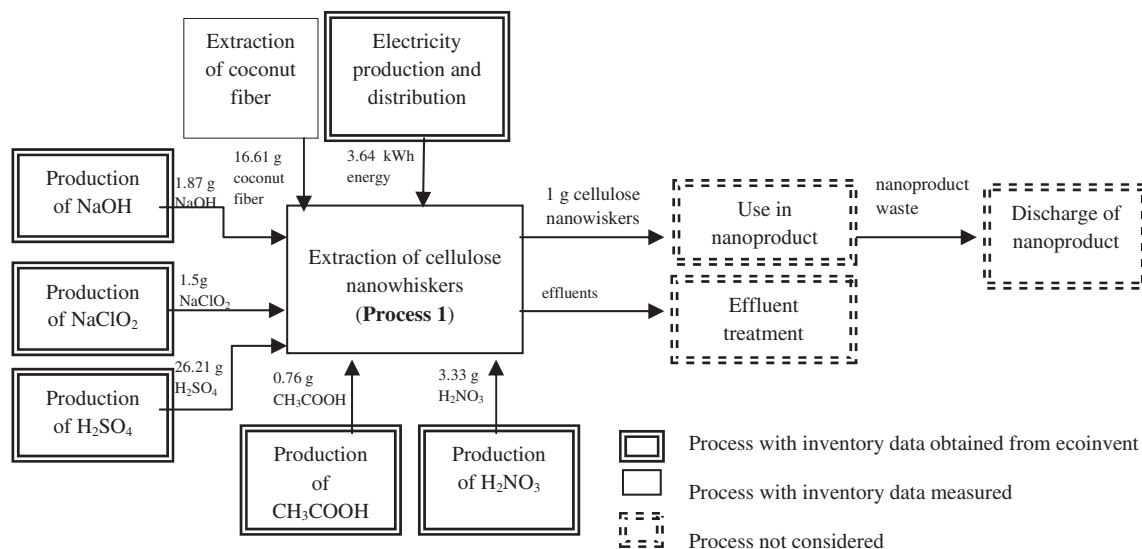 Extraction
of coconut
fiber
Electricity
production and
distribution
16.61 g
coconut
fiber
3.64 kWh
energy
Production
of NaOH
1.87 g
NaOH
Production
of NaClO₂
1.5g
NaClO₂
Production
of H₂SO₄
26.21 g
H₂SO₄
Extraction of cellulose
nanowhiskers
(Process 1)
0.76 g
CH₃COOH
3.33 g
H₂NO₃
Production
of
CH₃COOH
Production
of H₂NO₃
1 g cellulose
nanowiskers
effluents
Use in
nanoproduct
Effluent
treatment
nanoproduct
waste
Discharge of
nanoproduct
Process with inventory data obtained from ecoinvent
Process with inventory data measured
Process not considered